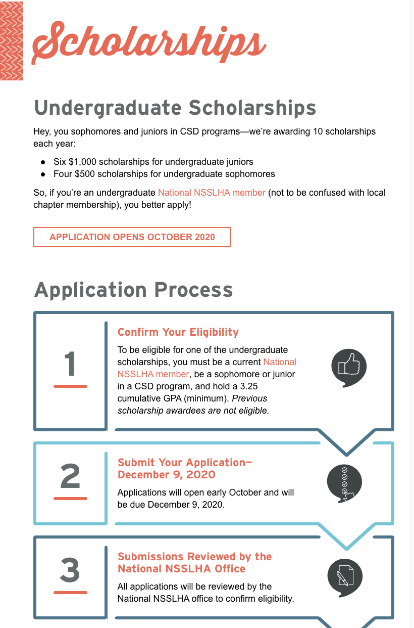 Scholarships
Undergraduate Scholarships
Hey, you sophomores and juniors in CSD programs—we're awarding 10 scholarships
each year:
● Six $1,000 scholarships for undergraduate juniors
● Four $500 scholarships for undergraduate sophomores
So, if you're an undergraduate National NSSLHA member (not to be confused with local
chapter membership), you better apply!
APPLICATION OPENS OCTOBER 2020
Application Process
1
Confirm Your Eligibility
To be eligible for one of the undergraduate
scholarships, you must be a current National
NSSLHA member, be a sophomore or junior
in a CSD program, and hold a 3.25
cumulative GPA (minimum). Previous
scholarship awardees are not eligible.
2
Submit Your Application—
December 9, 2020
Applications will open early October and will
be due December 9, 2020.
3
Submissions Reviewed by the
National NSSLHA Office
All applications will be reviewed by the
National NSSLHA office to confirm eligibility.